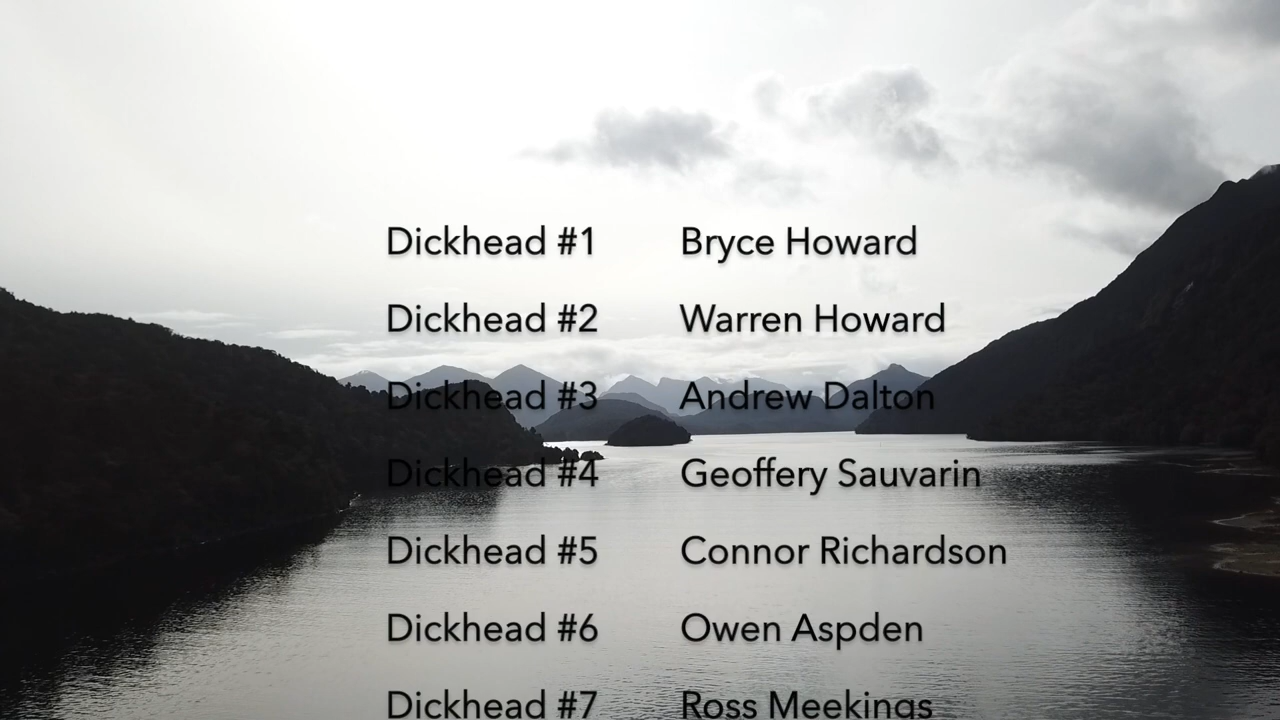 Dickhead #1 Bryce Howard
Dickhead #2 Warren Howard
Dickhead #3 Andrew Dalton
Dickhead #4 Geoffery Sauvarin
Dickhead #5 Connor Richardson
Dickhead #6 Owen Aspden
Dickhead #7 Ross Meekings